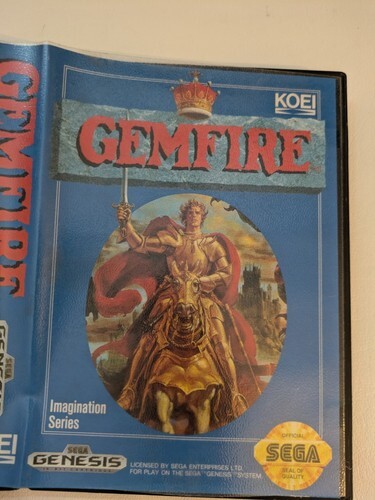 GEMFIRE
GENESIS
KOEI
KOEI
GEMFIRE
Imagination
Series
SEGA
GENESIS
LICENSED BY SEGA ENTERPRISES LTD.
FOR PLAY ON THE SEGA™ GENESIS™ SYSTEM.
OFFICIAL
SEGA
SEAL OF
QUALITY